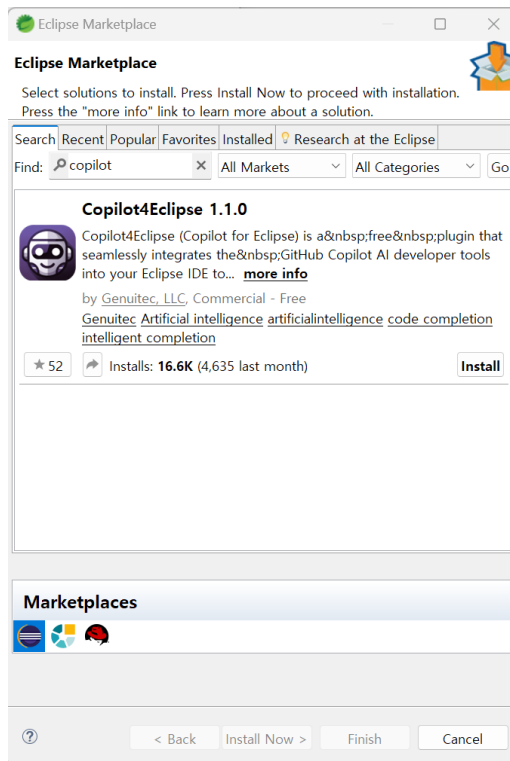 Eclipse Marketplace
Eclipse Marketplace
Select solutions to install. Press Install Now to proceed with installation.
Press the "more info" link to learn more about a solution.
Search Recent Popular Favorites Installed Research at the Eclipse
Find: copilot All Markets All Categories Go
Copilot4Eclipse 1.1.0
Copilot4Eclipse (Copilot for Eclipse) is a&nbsp;free&nbsp;plugin that
seamlessly integrates the&nbsp;GitHub Copilot AI developer tools
into your Eclipse IDE to... more info
by Genuitec, LLC, Commercial - Free
Genuitec Artificial intelligence artificialintelligence code completion
intelligent completion
52 Installs: 16.6K (4,635 last month) Install
Marketplaces
? < Back Install Now > Finish Cancel